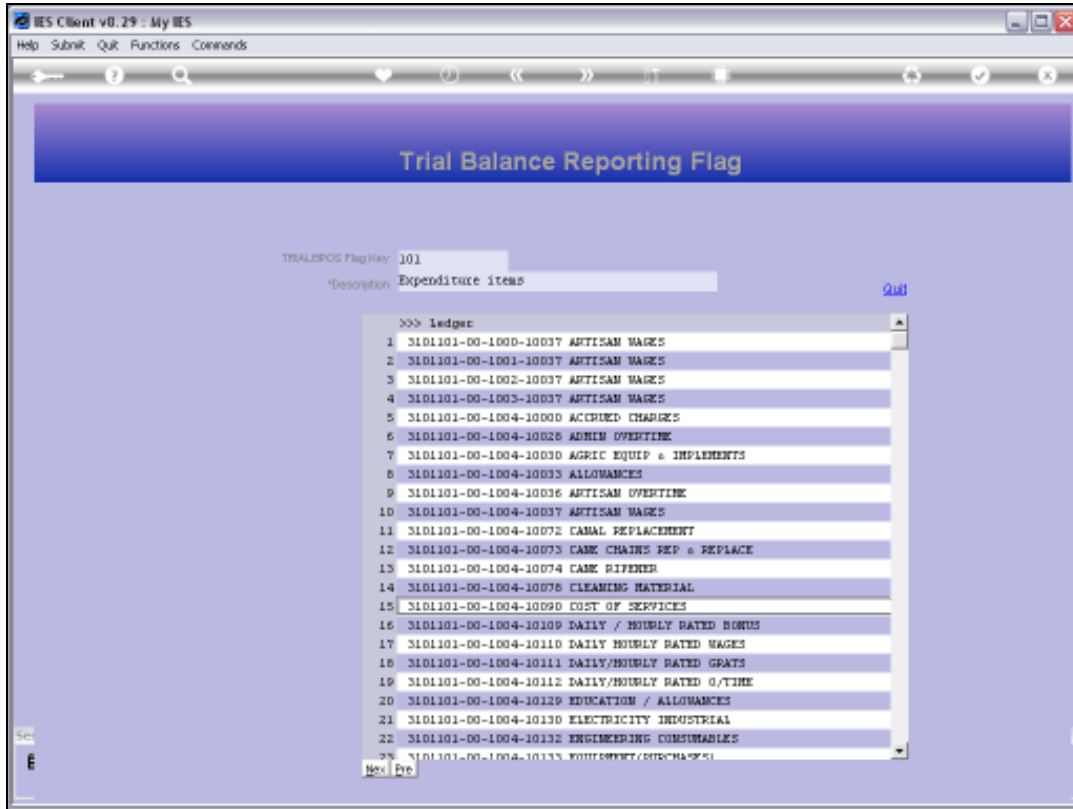 IES Client v8.29 : My IES
Help Submit Quit Functions Commands
Trial Balance Reporting Flag
TRIALBPOS Flag Key 101
*Description Expenditure items
Quit
>>> ledger
1 3101101-00-1000-10037 ARTISAN WAGES
2 3101101-00-1001-10037 ARTISAN WAGES
3 3101101-00-1002-10037 ARTISAN WAGES
4 3101101-00-1003-10037 ARTISAN WAGES
5 3101101-00-1004-10000 ACCRUED CHARGES
6 3101101-00-1004-10028 ADMIN OVERTIME
7 3101101-00-1004-10030 AGRIC EQUIP & IMPLEMENTS
8 3101101-00-1004-10033 ALLOWANCES
9 3101101-00-1004-10036 ARTISAN OVERTIME
10 3101101-00-1004-10037 ARTISAN WAGES
11 3101101-00-1004-10072 CANAL REPLACEMENT
12 3101101-00-1004-10073 CANE CHAINS REP & REPLACE
13 3101101-00-1004-10074 CANE RIPENER
14 3101101-00-1004-10078 CLEANING MATERIAL
15 3101101-00-1004-10090 COST OF SERVICES
16 3101101-00-1004-10109 DAILY / HOURLY RATED BONUS
17 3101101-00-1004-10110 DAILY HOURLY RATED WAGES
18 3101101-00-1004-10111 DAILY/HOURLY RATED GRATS
19 3101101-00-1004-10112 DAILY/HOURLY RATED O/TIME
20 3101101-00-1004-10129 EDUCATION / ALLOWANCES
21 3101101-00-1004-10130 ELECTRICITY INDUSTRIAL
22 3101101-00-1004-10132 ENGINEERING CONSUMABLES
23 3101101-00-1004-10133 EQUIPMENT(PURCHASES)
Nex Pre